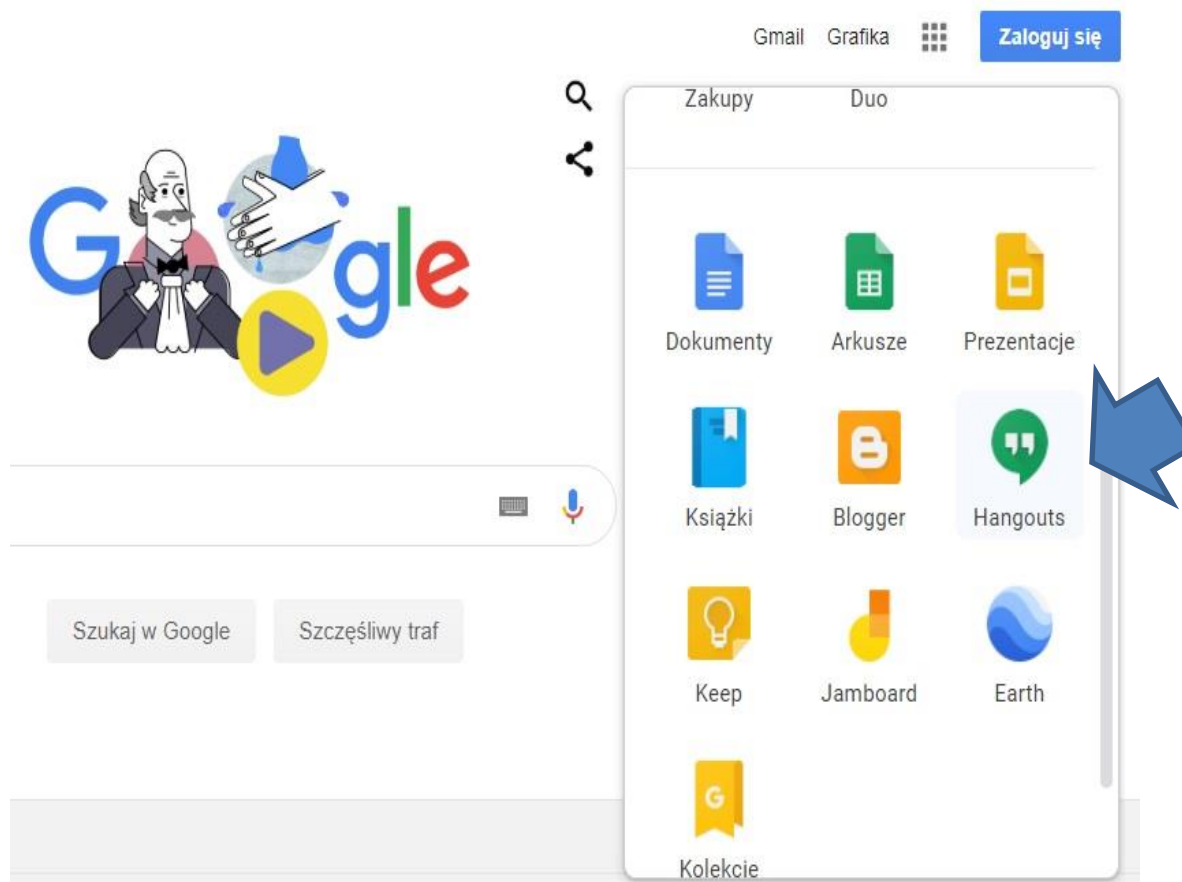 Gmail Grafika Zaloguj się
Zakupy Duo
Google
Dokumenty Arkusze Prezentacje
Książki Blogger Hangouts
Szukaj w Google Szczęśliwy traf
Keep Jamboard Earth
G
Kolekcje